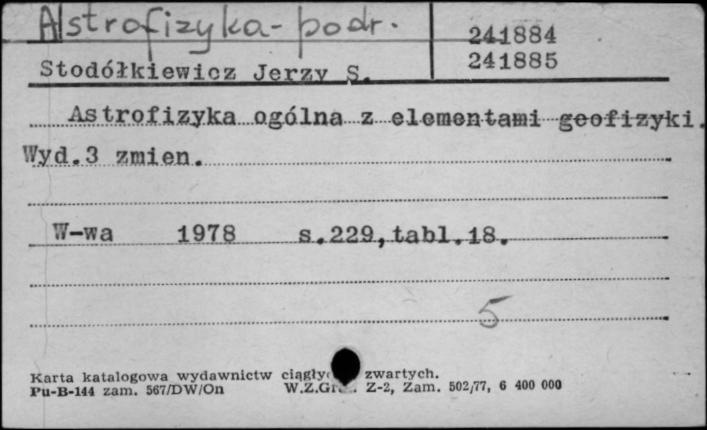 Astrofizyka - podr.
241884
Stodółkiewicz Jerzy S.
241885
Astrofizyka ogólna z elementami geofizyki.
Wyd.3 zmien.
W-wa 1978 s.229,tabl.18.
5
Karta katalogowa wydawnictw zwartych.
Pu-B-144 zam. 567/DW/On Z-2, Zam. 502/77, 6 400 000